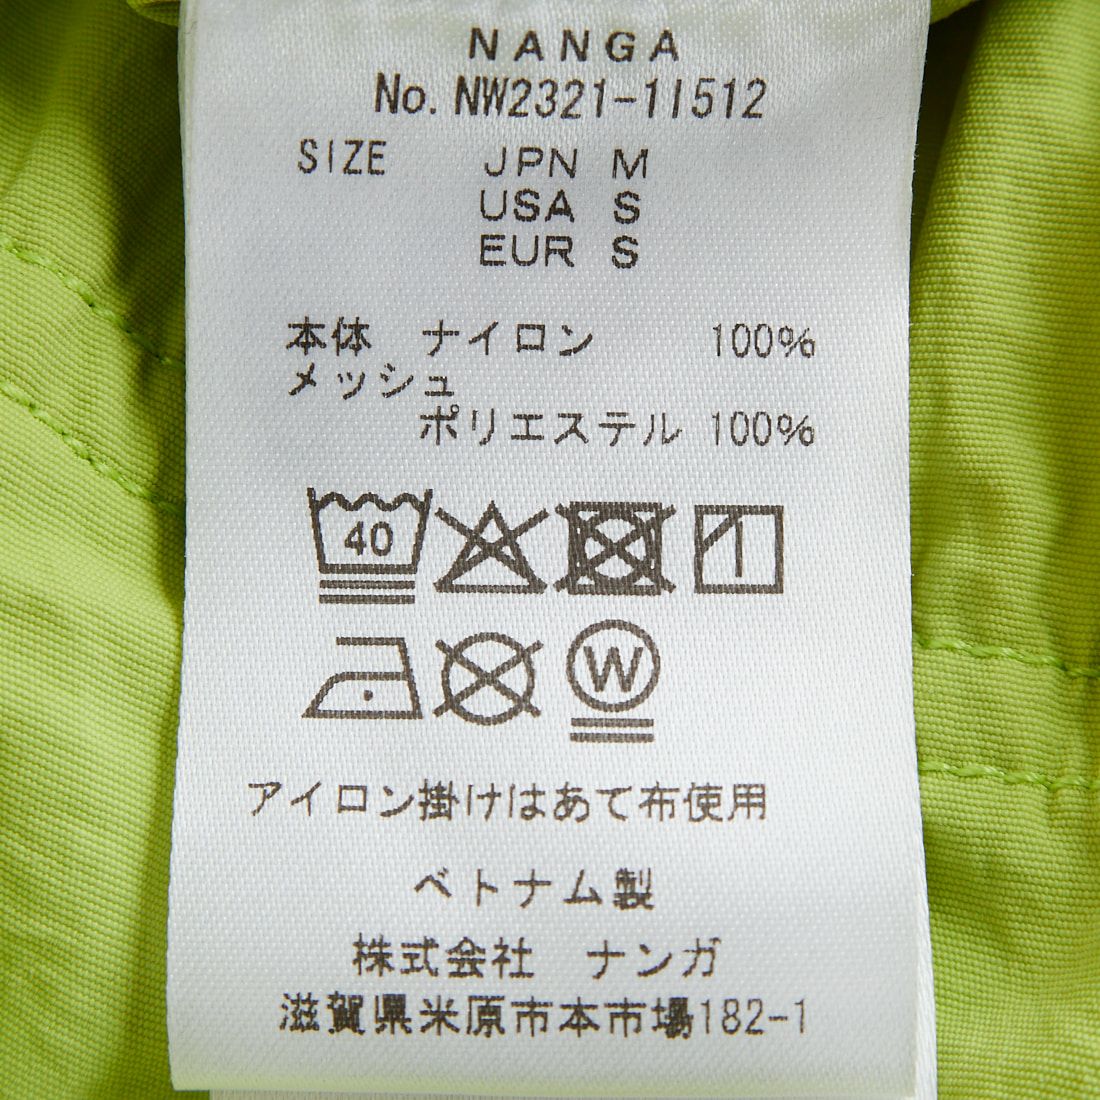 NANGA
No. NW2321-1I512
SIZE JPN M
USA S
EUR S
本体 ナイロン 100%
メッシュ
ポリエステル 100%
40
W
アイロン掛けはあて布使用
ベトナム製
株式会社 ナンガ
滋賀県米原市本市場182-1